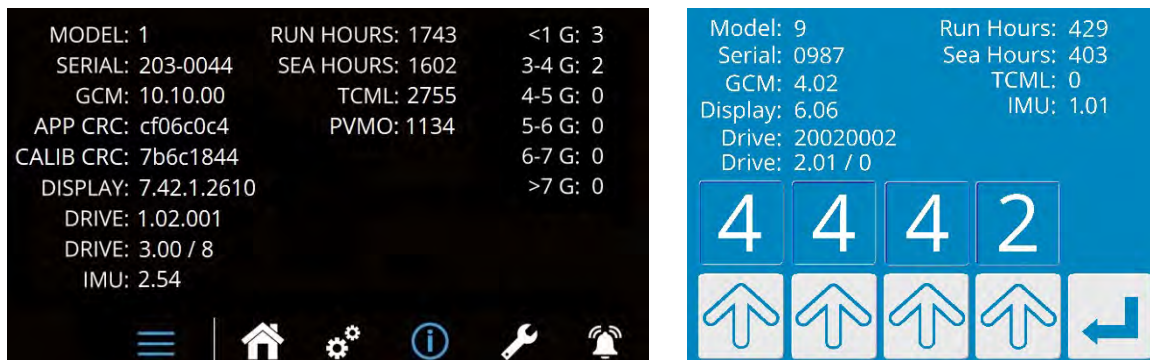 MODEL: 1 RUN HOURS: 1743 <1 G: 3
SERIAL: 203-0044 SEA HOURS: 1602 3-4 G: 2
GCM: 10.10.00 TCML: 2755 4-5 G: 0
APP CRC: cf06c0c4 PVMO: 1134 5-6 G: 0
CALIB CRC: 7b6c1844 6-7 G: 0
DISPLAY: 7.42.1.2610 >7 G: 0
DRIVE: 1.02.001
DRIVE: 3.00 / 8
IMU: 2.54
Model: 9 Run Hours: 429
Serial: 0987 Sea Hours: 403
GCM: 4.02 TCML: 0
Display: 6.06 IMU: 1.01
Drive: 20020002
Drive: 2.01 / 0
4 4 4 2